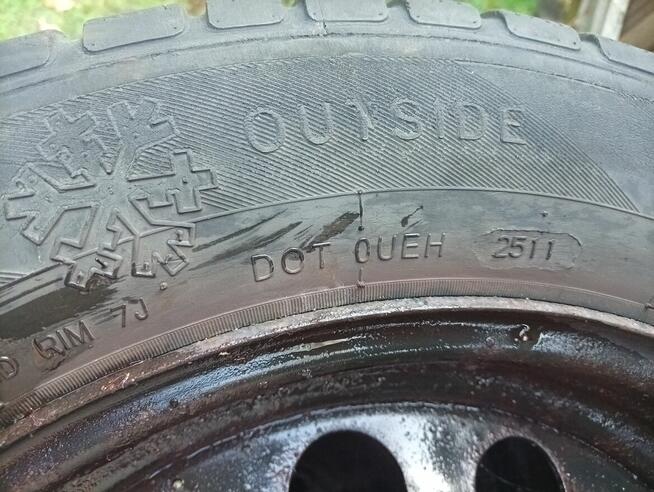 OUTSIDE
DOT 0UEH 2511
D RIM 7J